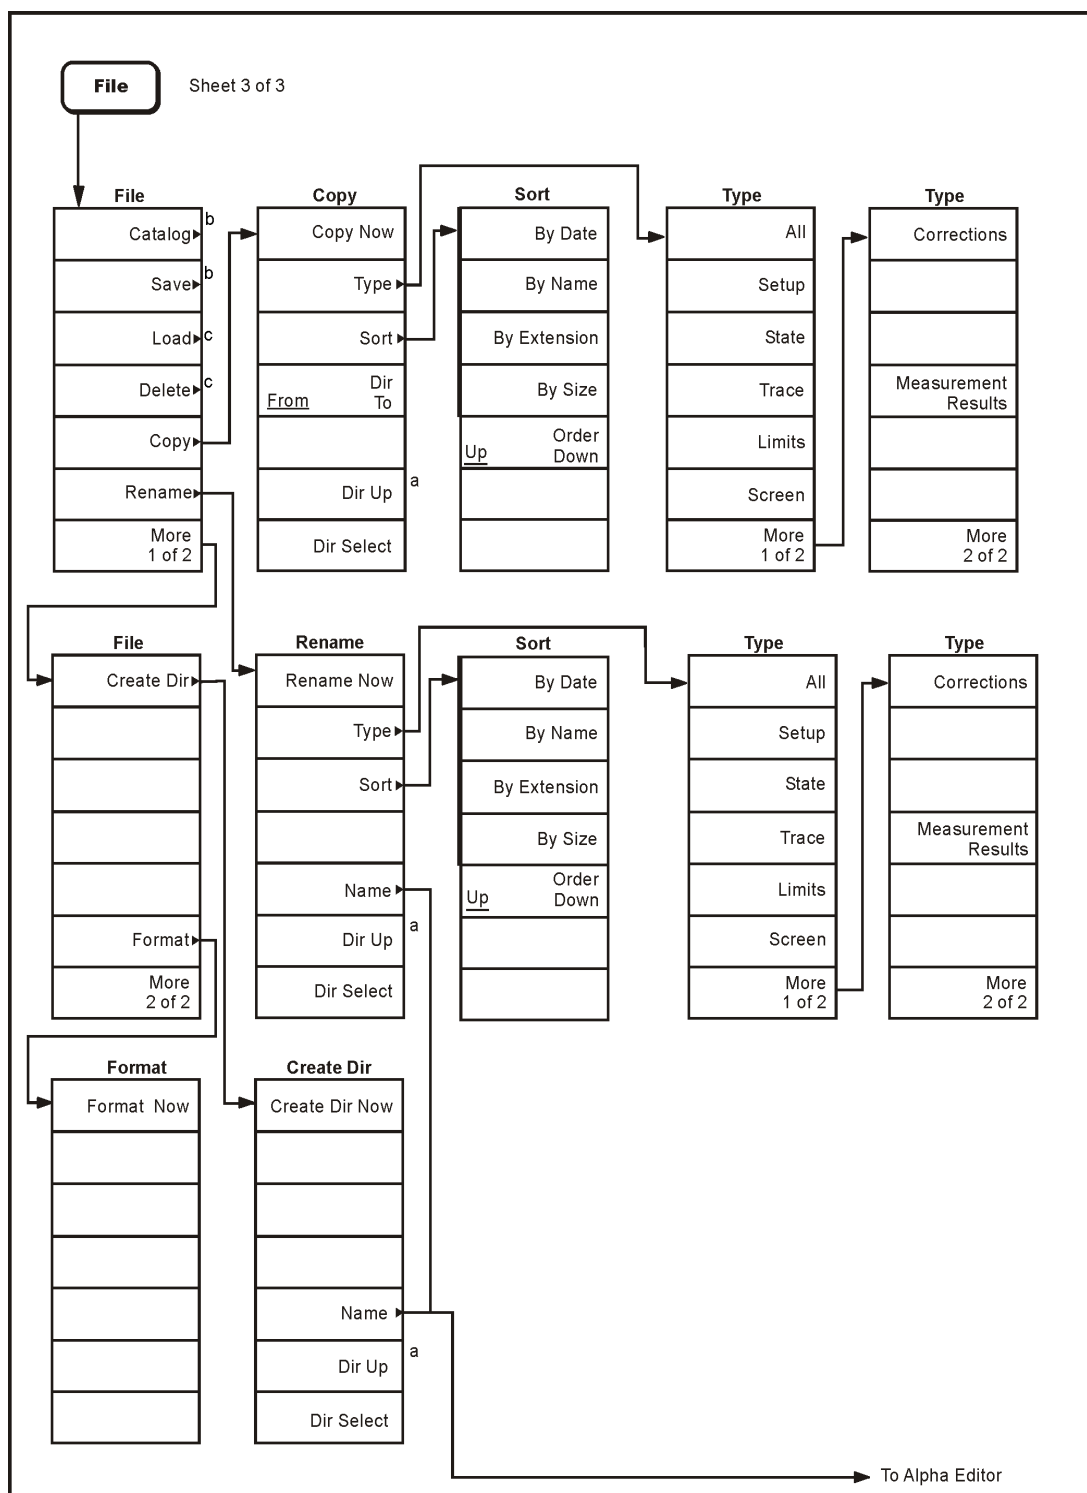 File
Sheet 3 of 3
File
Catalog
b
Save
b
Load
c
Delete
c
Copy
Rename
More
1 of 2
Copy
Copy Now
Type
Sort
Dir
From To
Dir Up
a
Dir Select
Sort
By Date
By Name
By Extension
By Size
Order
Up Down
Type
All
Setup
State
Trace
Limits
Screen
More
1 of 2
Type
Corrections
Measurement
Results
More
2 of 2
File
Create Dir
Format
More
2 of 2
Rename
Rename Now
Type
Sort
Name
a
Dir Up
Dir Select
Sort
By Date
By Name
By Extension
By Size
Order
Up Down
Type
All
Setup
State
Trace
Limits
Screen
More
1 of 2
Type
Corrections
Measurement
Results
More
2 of 2
Format
Format Now
Create Dir
Create Dir Now
Name
a
Dir Up
Dir Select
To Alpha Editor